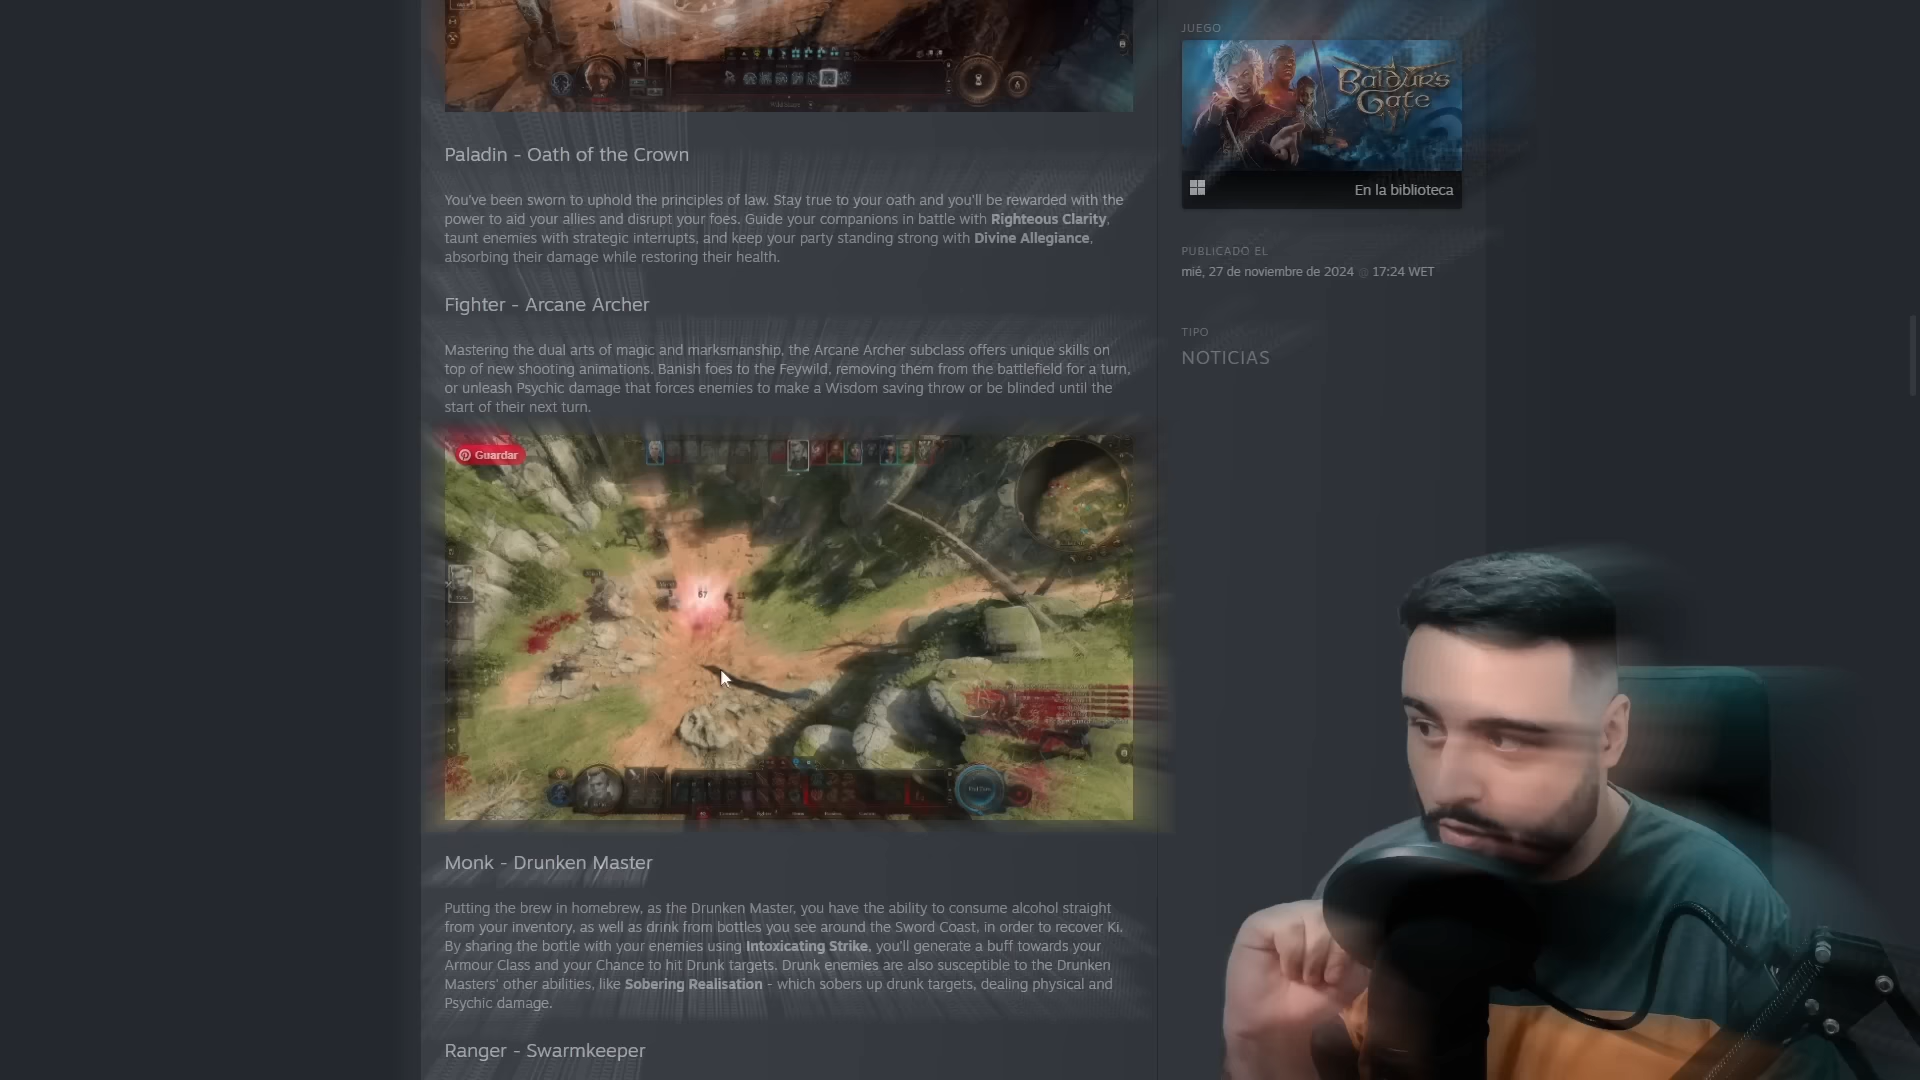 Paladin - Oath of the Crown
You've been sworn to uphold the principles of law. Stay true to your oath and you'll be rewarded with the
power to aid your allies and disrupt your foes. Guide your companions in battle with Righteous Clarity,
taunt enemies with strategic interrupts, and keep your party standing strong with Divine Allegiance,
absorbing their damage while restoring their health.
Fighter - Arcane Archer
Mastering the dual arts of magic and marksmanship, the Arcane Archer subclass offers unique skills on
top of new shooting animations. Banish foes to the Feywild, removing them from the battlefield for a turn,
or unleash Psychic damage that forces enemies to make a Wisdom saving throw or be blinded until the
start of their next turn.
Guardar
67
Monk - Drunken Master
Putting the brew in homebrew, as the Drunken Master, you have the ability to consume alcohol straight
from your inventory, as well as drink from bottles you see around the Sword Coast, in order to recover Ki.
By sharing the bottle with your enemies using Intoxicating Strike, you'll generate a buff towards your
Armour Class and your Chance to hit Drunk targets. Drunk enemies are also susceptible to the Drunken
Masters' other abilities, like Sobering Realisation - which sobers up drunk targets, dealing physical and
Psychic damage.
Ranger - Swarmkeeper
JUEGO
Baldur's
Gate
En la biblioteca
PUBLICADO EL
mié, 27 de noviembre de 2024 @ 17:24 WET
TIPO
NOTICIAS